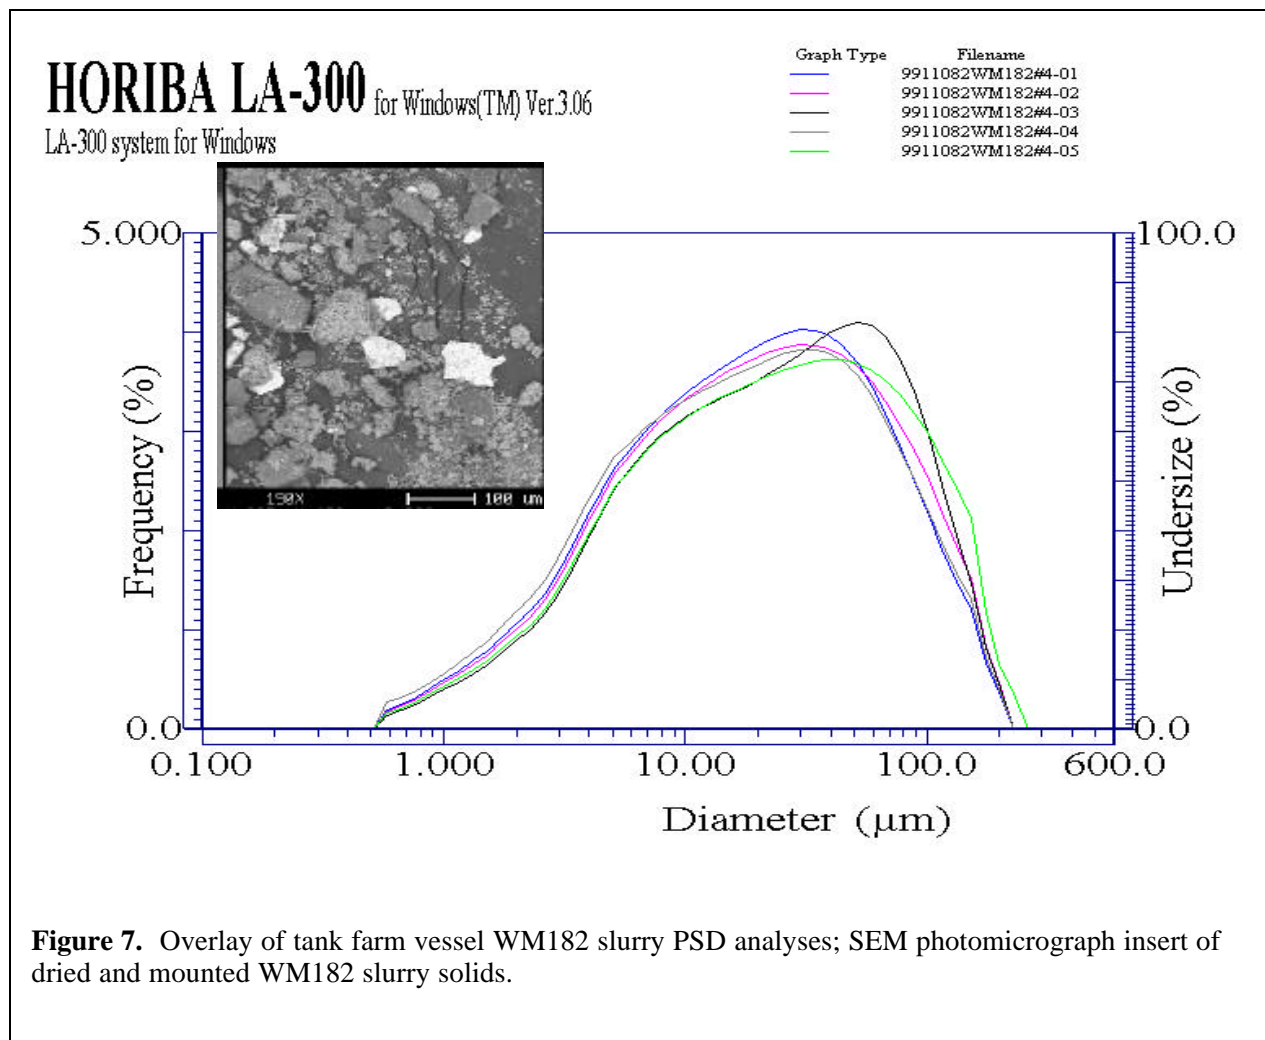 HORIBA LA-300 for Windows(TM) Ver.3.06
LA-300 system for Windows
Graph Type Filename
9911082WM182#4-01
9911082WM182#4-02
9911082WM182#4-03
9911082WM182#4-04
9911082WM182#4-05
190X 100 um
5.000
100.0
Frequency (%)
Undersize (%)
0.0
0.0
0.100 1.000 10.00 100.0 600.0
Diameter (µm)
Figure 7. Overlay of tank farm vessel WM182 slurry PSD analyses; SEM photomicrograph insert of
dried and mounted WM182 slurry solids.